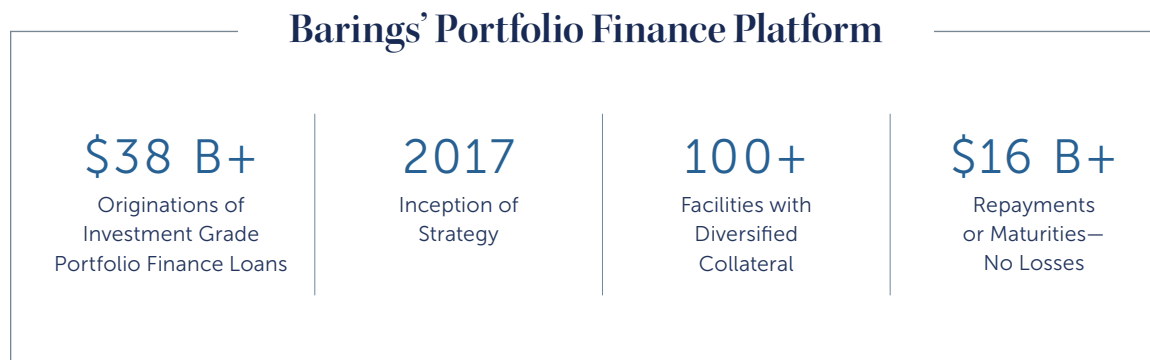 Barings’ Portfolio Finance Platform
$38 B+
Originations of
Investment Grade
Portfolio Finance Loans
2017
Inception of
Strategy
100+
Facilities with
Diversified
Collateral
$16 B+
Repayments
or Maturities—
No Losses